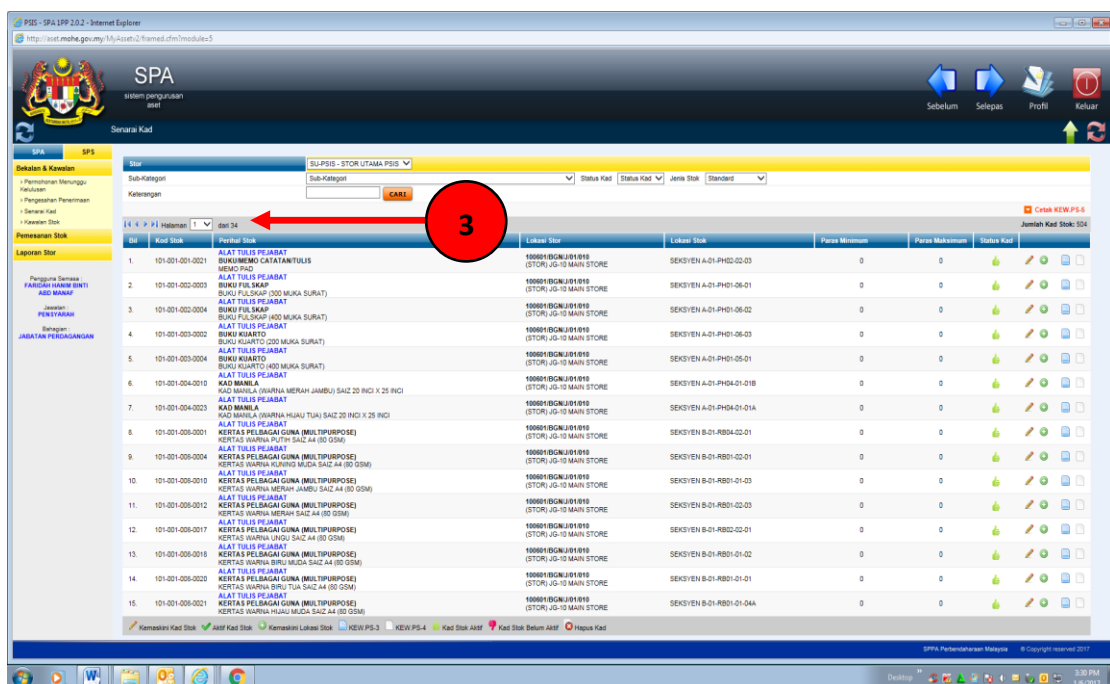 PSIS - SPA 1PP 2.0.2 - Internet Explorer
http://aset.mohe.gov.my/MyAssetv2/framed.cfm?module=5
SPA
sistem pengurusan
aset
Sebelum Selepas Profil Keluar
Senarai Kad
SPA SPS
Bekalan & Kawalan
Permohonan Menunggu
Kelulusan
Pengesahan Penerimaan
Senarai Kad
Kawalan Stok
Pemesanan Stok
Laporan Stor
Pengguna Semasa :
FARIDAH HANIM BINTI
ABD MANAF
Jawatan :
PENSYARAH
Bahagian :
JABATAN PERDAGANGAN
Stor SU-PSIS - STOR UTAMA PSIS
Sub-Kategori Sub-Kategori Status Kad Status Kad Jenis Stok Standard
Keterangan CARI
Cetak KEW.PS-5
Halaman 1 dari 34 Jumlah Kad Stok: 504
3
Bil Kod Stok Perihal Stok Lokasi Stor Lokasi Stok Paras Minimum Paras Maksimum Status Kad
1. 101-001-001-0021 ALAT TULIS PEJABAT
BUKU/MEMO CATATAN/TULIS
MEMO PAD
100601/BGN/J/01/010
(STOR) JG-10 MAIN STORE
SEKSYEN A-01-PH02-02-03 0 0
2. 101-001-002-0003 ALAT TULIS PEJABAT
BUKU FULSKAP
BUKU FULSKAP (300 MUKA SURAT)
100601/BGN/J/01/010
(STOR) JG-10 MAIN STORE
SEKSYEN A-01-PH01-06-01 0 0
3. 101-001-002-0004 ALAT TULIS PEJABAT
BUKU FULSKAP
BUKU FULSKAP (400 MUKA SURAT)
100601/BGN/J/01/010
(STOR) JG-10 MAIN STORE
SEKSYEN A-01-PH01-06-02 0 0
4. 101-001-003-0002 ALAT TULIS PEJABAT
BUKU KUARTO
BUKU KUARTO (200 MUKA SURAT)
100601/BGN/J/01/010
(STOR) JG-10 MAIN STORE
SEKSYEN A-01-PH01-06-03 0 0
5. 101-001-003-0004 ALAT TULIS PEJABAT
BUKU KUARTO
BUKU KUARTO (400 MUKA SURAT)
100601/BGN/J/01/010
(STOR) JG-10 MAIN STORE
SEKSYEN A-01-PH01-05-01 0 0
6. 101-001-004-0010 ALAT TULIS PEJABAT
KAD MANILA
KAD MANILA (WARNA MERAH JAMBU) SAIZ 20 INCI X 25 INCI
100601/BGN/J/01/010
(STOR) JG-10 MAIN STORE
SEKSYEN A-01-PH04-01-01B 0 0
7. 101-001-004-0023 ALAT TULIS PEJABAT
KAD MANILA
KAD MANILA (WARNA HIJAU TUA) SAIZ 20 INCI X 25 INCI
100601/BGN/J/01/010
(STOR) JG-10 MAIN STORE
SEKSYEN A-01-PH04-01-01A 0 0
8. 101-001-006-0001 ALAT TULIS PEJABAT
KERTAS PELBAGAI GUNA (MULTIPURPOSE)
KERTAS WARNA PUTIH SAIZ A4 (80 GSM)
100601/BGN/J/01/010
(STOR) JG-10 MAIN STORE
SEKSYEN B-01-RB04-02-01 0 0
9. 101-001-006-0004 ALAT TULIS PEJABAT
KERTAS PELBAGAI GUNA (MULTIPURPOSE)
KERTAS WARNA KUNING MUDA SAIZ A4 (80 GSM)
100601/BGN/J/01/010
(STOR) JG-10 MAIN STORE
SEKSYEN B-01-RB01-02-01 0 0
10. 101-001-006-0010 ALAT TULIS PEJABAT
KERTAS PELBAGAI GUNA (MULTIPURPOSE)
KERTAS WARNA MERAH JAMBU SAIZ A4 (80 GSM)
100601/BGN/J/01/010
(STOR) JG-10 MAIN STORE
SEKSYEN B-01-RB01-01-03 0 0
11. 101-001-006-0012 ALAT TULIS PEJABAT
KERTAS PELBAGAI GUNA (MULTIPURPOSE)
KERTAS WARNA MERAH SAIZ A4 (80 GSM)
100601/BGN/J/01/010
(STOR) JG-10 MAIN STORE
SEKSYEN B-01-RB01-02-03 0 0
12. 101-001-006-0017 ALAT TULIS PEJABAT
KERTAS PELBAGAI GUNA (MULTIPURPOSE)
KERTAS WARNA UNGU SAIZ A4 (80 GSM)
100601/BGN/J/01/010
(STOR) JG-10 MAIN STORE
SEKSYEN B-01-RB02-02-01 0 0
13. 101-001-006-0018 ALAT TULIS PEJABAT
KERTAS PELBAGAI GUNA (MULTIPURPOSE)
KERTAS WARNA BIRU MUDA SAIZ A4 (80 GSM)
100601/BGN/J/01/010
(STOR) JG-10 MAIN STORE
SEKSYEN B-01-RB01-01-02 0 0
14. 101-001-006-0020 ALAT TULIS PEJABAT
KERTAS PELBAGAI GUNA (MULTIPURPOSE)
KERTAS WARNA BIRU TUA SAIZ A4 (80 GSM)
100601/BGN/J/01/010
(STOR) JG-10 MAIN STORE
SEKSYEN B-01-RB01-01-01 0 0
15. 101-001-006-0021 ALAT TULIS PEJABAT
KERTAS PELBAGAI GUNA (MULTIPURPOSE)
KERTAS WARNA HIJAU MUDA SAIZ A4 (80 GSM)
100601/BGN/J/01/010
(STOR) JG-10 MAIN STORE
SEKSYEN B-01-RB01-01-04A 0 0
Kemaskini Kad Stok Aktif Kad Stok Kemaskini Lokasi Stok KEW.PS-3 KEW.PS-4 Kad Stok Aktif Kad Stok Belum Aktif Hapus Kad
SPPA Perbendaharaan Malaysia © Copyright reserved 2017
Desktop 3:30 PM
1/6/2017